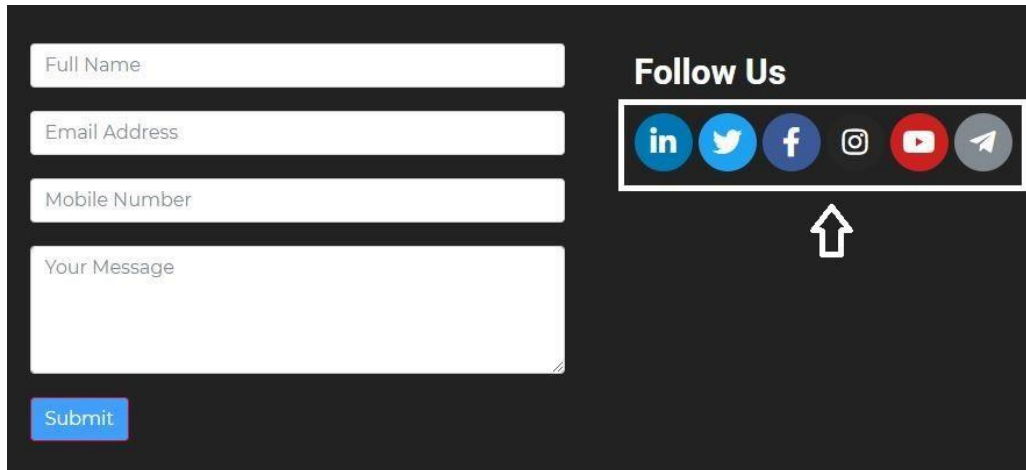 Full Name
Email Address
Mobile Number
Your Message
Submit
Follow Us
in